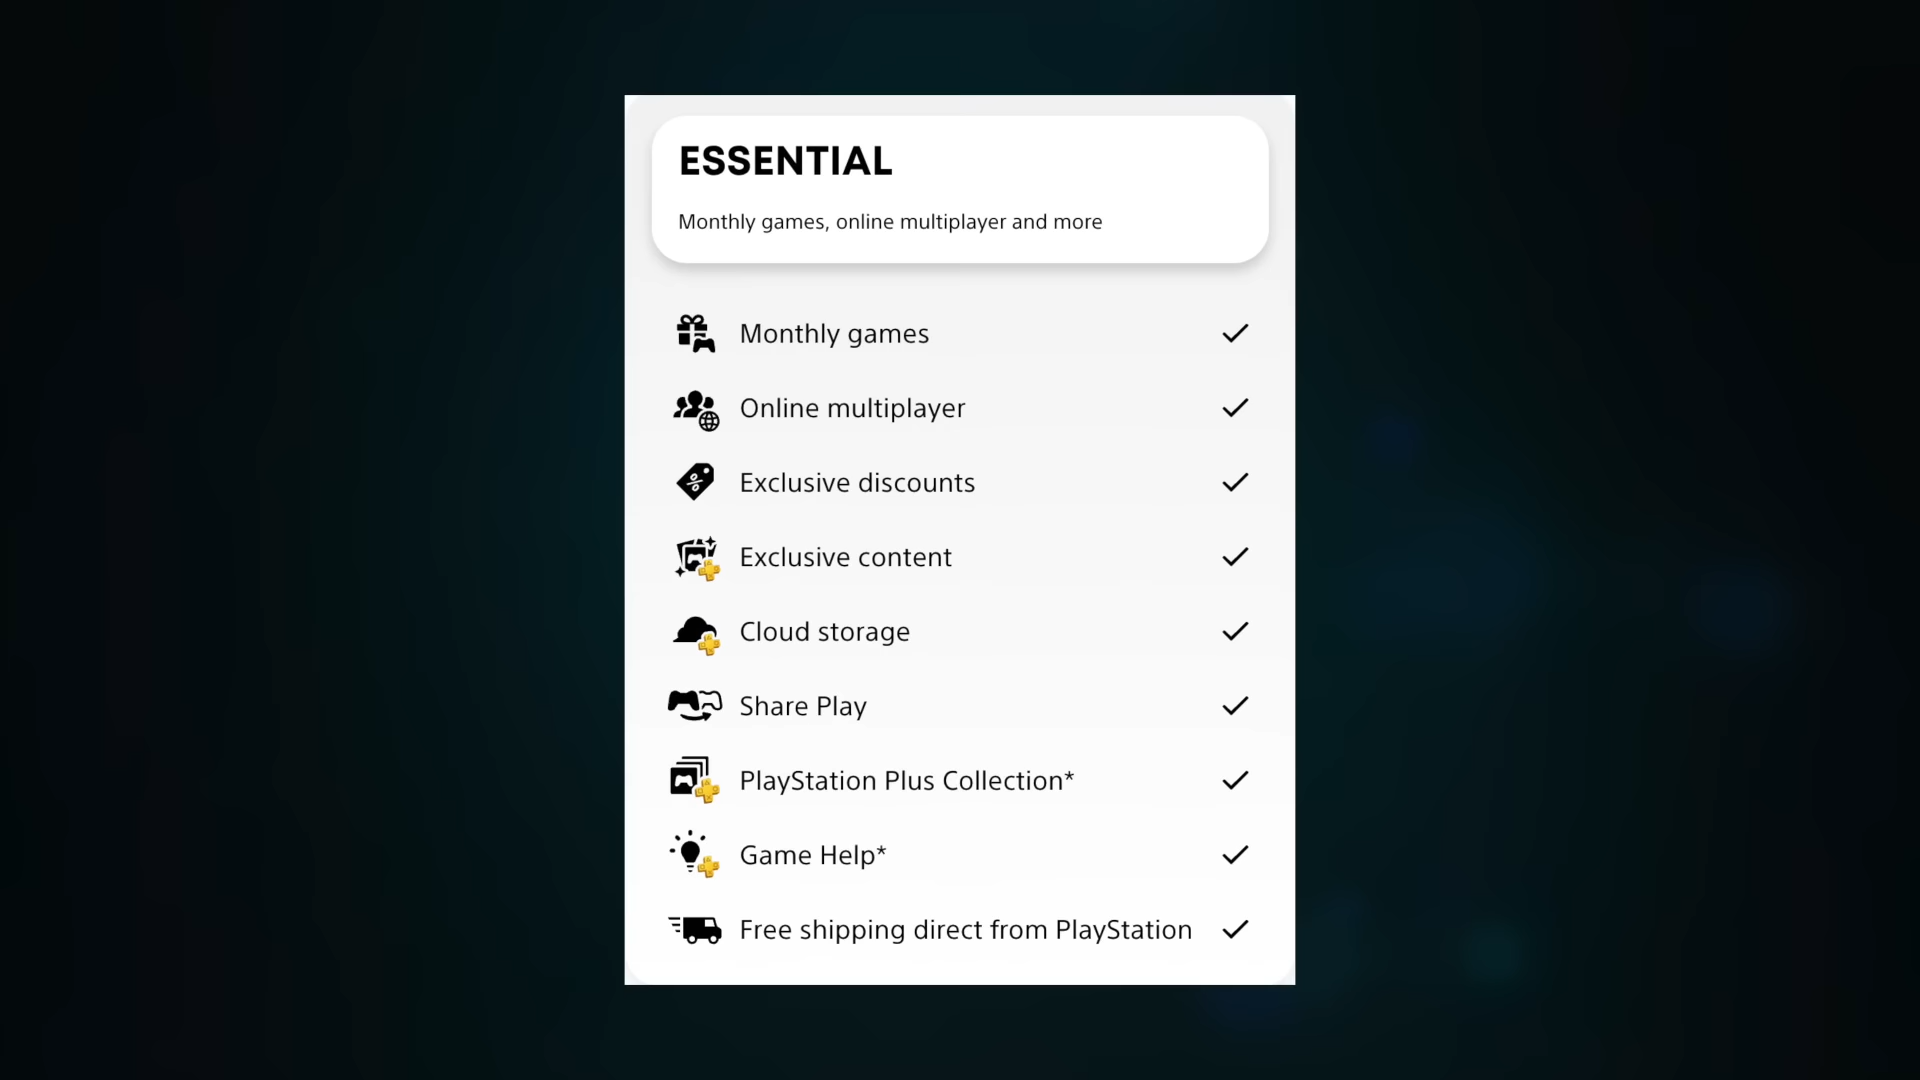 ESSENTIAL
Monthly games, online multiplayer and more
Monthly games
Online multiplayer
Exclusive discounts
Exclusive content
Cloud storage
Share Play
PlayStation Plus Collection*
Game Help*
Free shipping direct from PlayStation